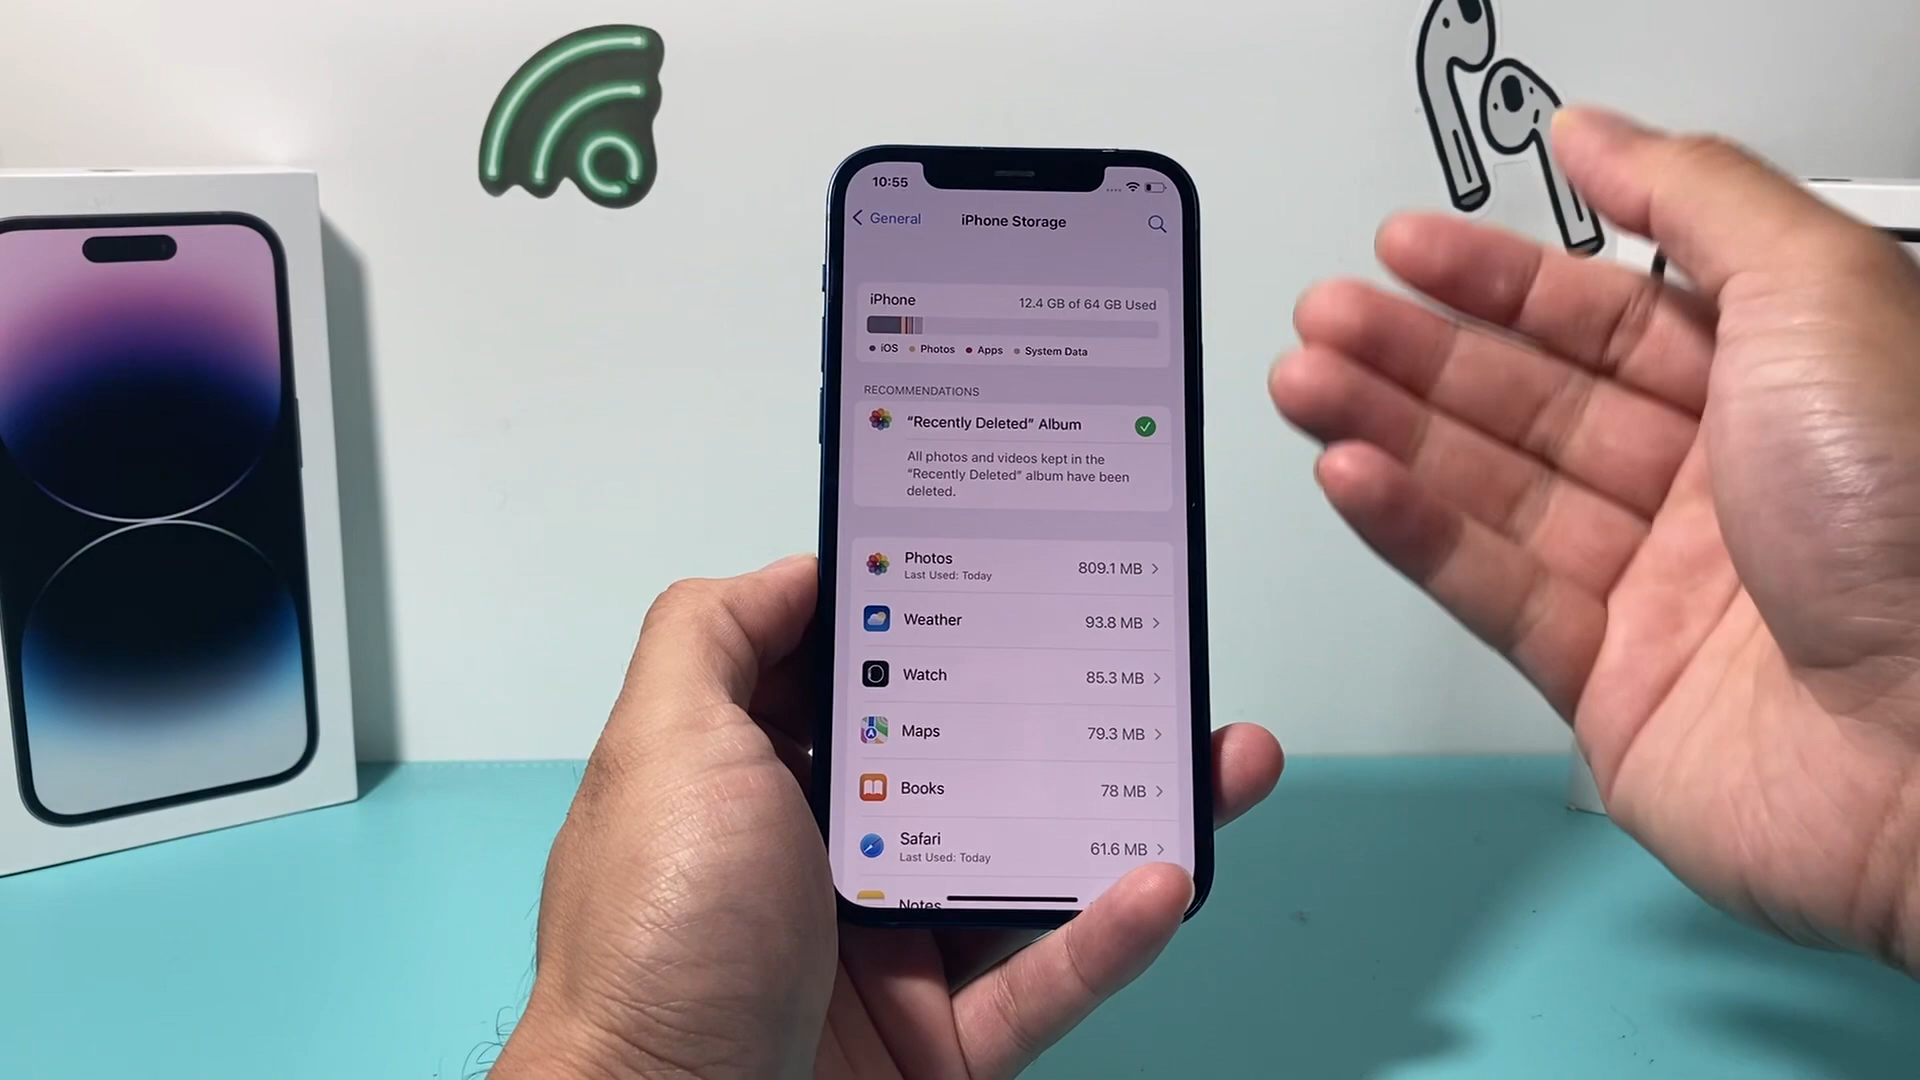 10:55
General
iPhone Storage
iPhone
12.4 GB of 64 GB Used
iOS Photos Apps System Data
RECOMMENDATIONS
“Recently Deleted” Album
All photos and videos kept in the
“Recently Deleted” album have been
deleted.
Photos
Last Used: Today
809.1 MB
Weather
93.8 MB
Watch
85.3 MB
Maps
79.3 MB
Books
78 MB
Safari
Last Used: Today
61.6 MB
Notes